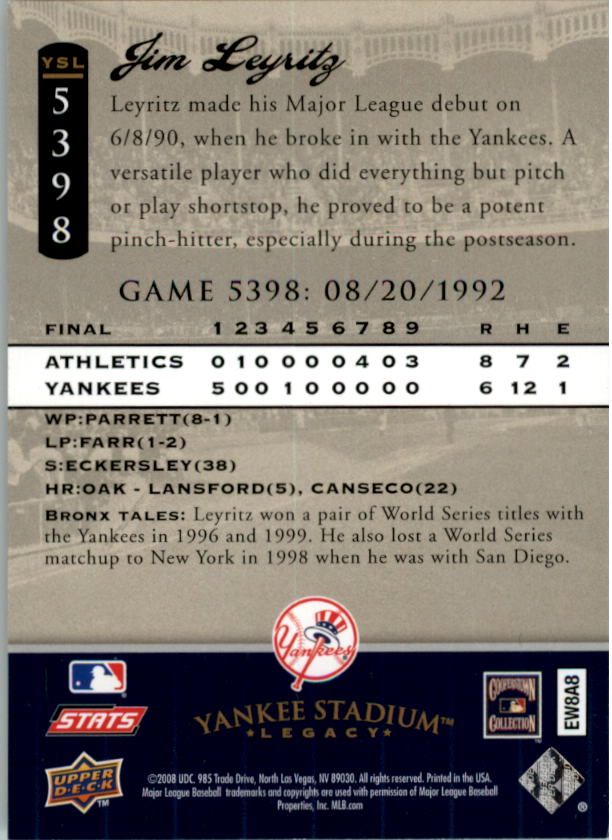 YSL
5
3
9
8
Jim Leyritz
Leyritz made his Major League debut on
6/8/90, when he broke in with the Yankees. A
versatile player who did everything but pitch
or play shortstop, he proved to be a potent
pinch-hitter, especially during the postseason.
GAME 5398: 08/20/1992
FINAL 1 2 3 4 5 6 7 8 9 R H E
ATHLETICS 0 1 0 0 0 0 4 0 3 8 7 2
YANKEES 5 0 0 1 0 0 0 0 0 6 12 1
WP:PARRETT(8-1)
LP:FARR(1-2)
S:ECKERSLEY(38)
HR:OAK - LANSFORD(5), CANSECO(22)
BRONX TALES: Leyritz won a pair of World Series titles with
the Yankees in 1996 and 1999. He also lost a World Series
matchup to New York in 1998 when he was with San Diego.
Yankees
STATS
YANKEE STADIUM™
LEGACY
COOPERSTOWN
COLLECTION
TM
EW8A8
UPPER
D·E·C·K
TM
©2008 UDC. 985 Trade Drive, North Las Vegas, NV 89030. All rights reserved. Printed in the USA.
Major League Baseball trademarks and copyrights are used with permission of Major League Baseball
Properties, Inc. MLB.com
®